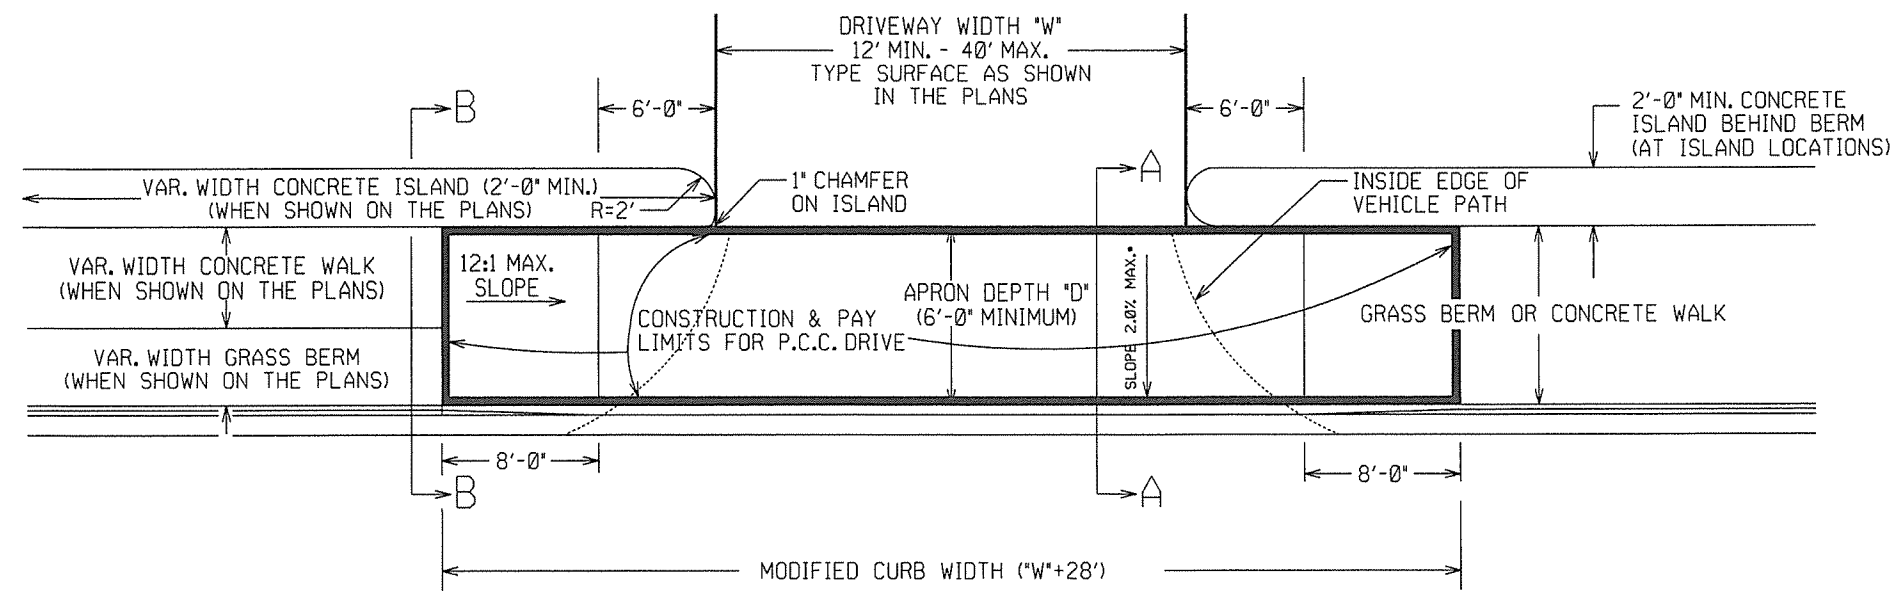 DRIVEWAY WIDTH "W"
12' MIN. - 40' MAX.
TYPE SURFACE AS SHOWN
IN THE PLANS
B
6'-0"
6'-0"
2'-0" MIN. CONCRETE
ISLAND BEHIND BERM
(AT ISLAND LOCATIONS)
VAR. WIDTH CONCRETE ISLAND (2'-0" MIN.)
(WHEN SHOWN ON THE PLANS)
R=2'
1" CHAMFER
ON ISLAND
A
INSIDE EDGE OF
VEHICLE PATH
VAR. WIDTH CONCRETE WALK
(WHEN SHOWN ON THE PLANS)
12:1 MAX.
SLOPE
CONSTRUCTION & PAY
LIMITS FOR P.C.C. DRIVE
APRON DEPTH "D"
(6'-0" MINIMUM)
SLOPE 2.0% MAX.*
GRASS BERM OR CONCRETE WALK
VAR. WIDTH GRASS BERM
(WHEN SHOWN ON THE PLANS)
8'-0"
8'-0"
B
A
MODIFIED CURB WIDTH ("W"+28')